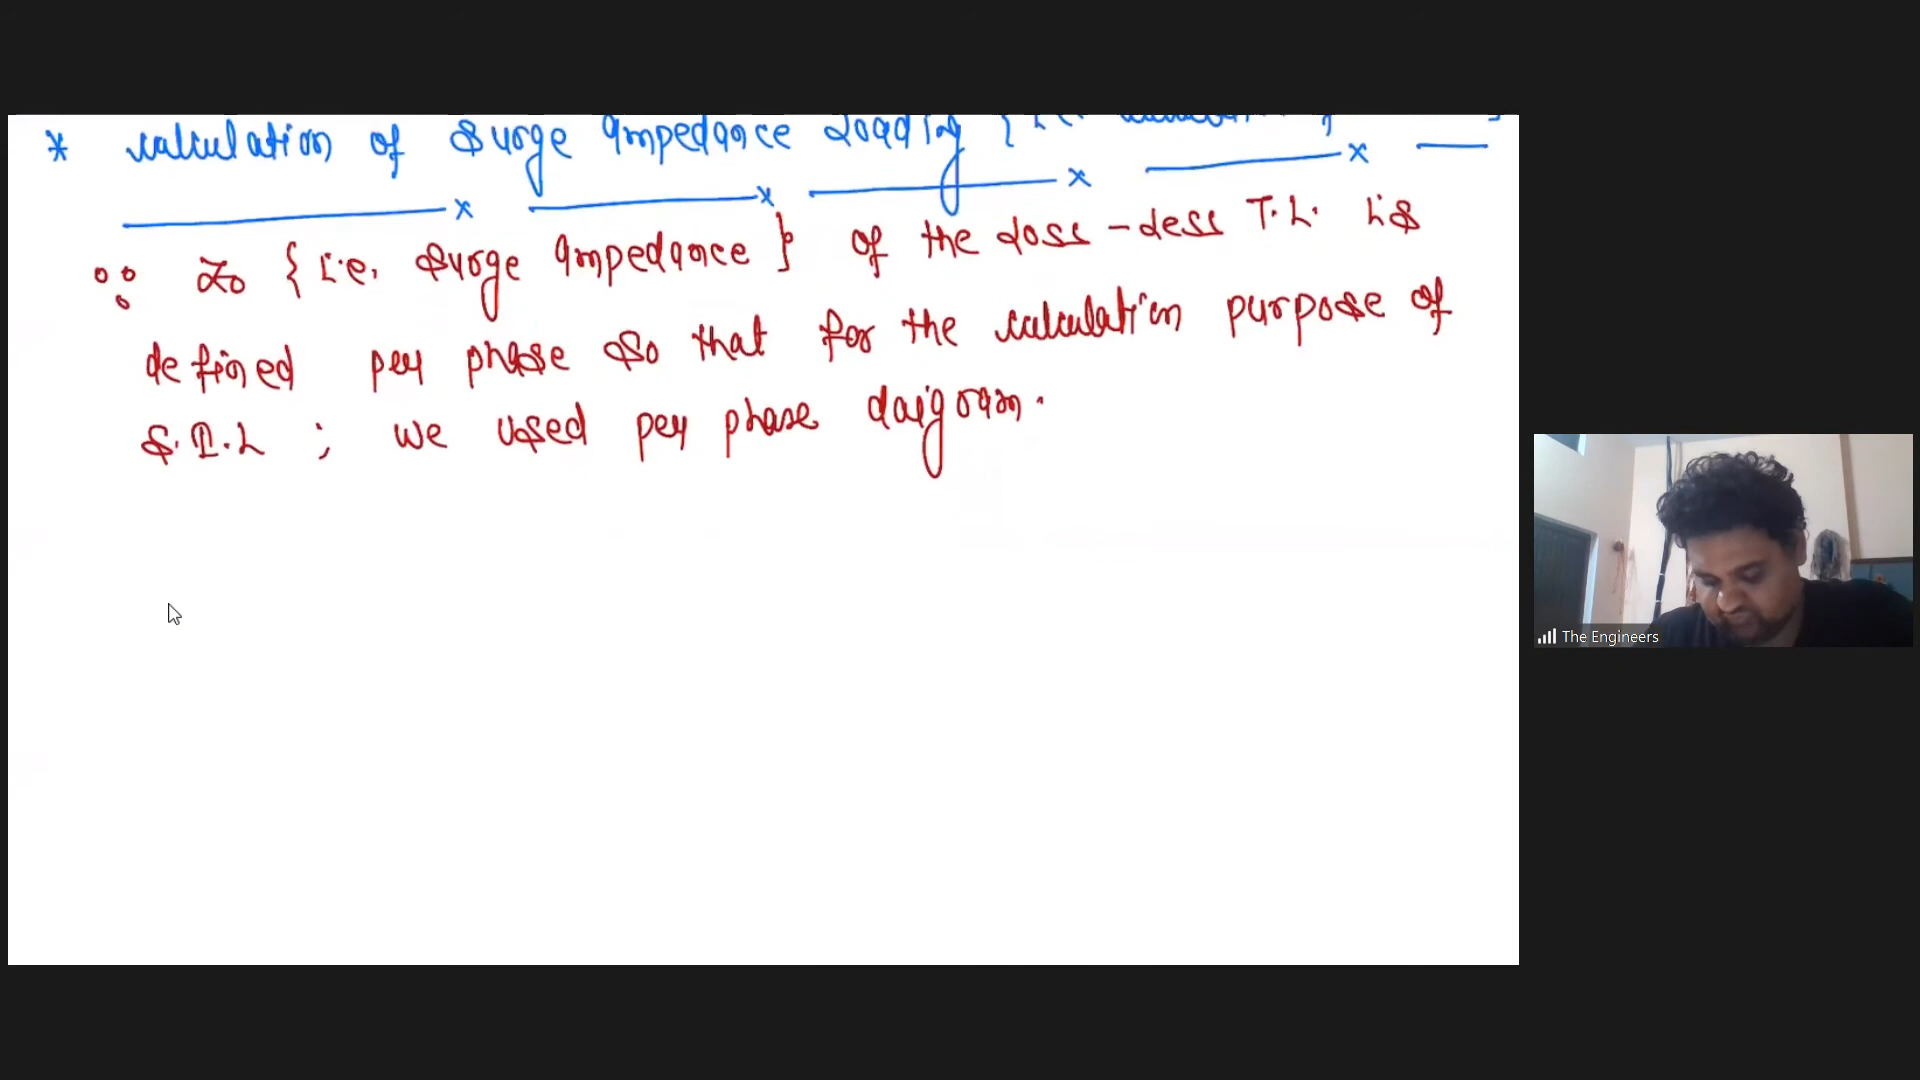 * calculation of Surge Impedance Loading {
∵ Zo { i.e. Surge Impedance } of the Loss-Less T.L. is
defined per phase so that for the calculation purpose of
S.I.L ; we used per phase daigram.
The Engineers